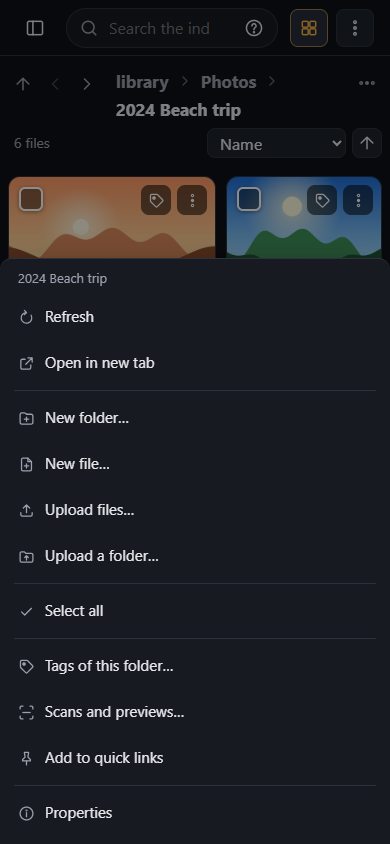 Search the ind
library > Photos >
2024 Beach trip
6 files
Name
2024 Beach trip
Refresh
Open in new tab
New folder...
New file...
Upload files...
Upload a folder...
Select all
Tags of this folder...
Scans and previews...
Add to quick links
Properties